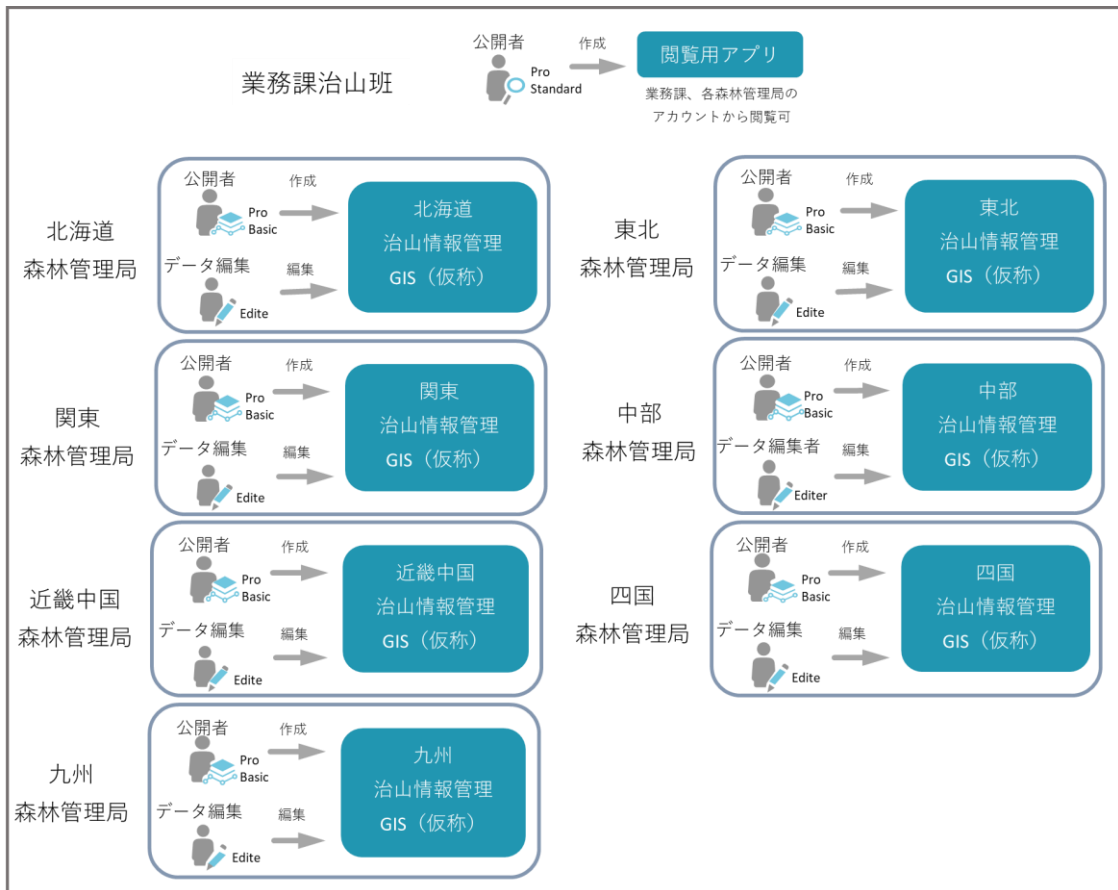 公開者
作成
閲覧用アプリ
業務課治山班
Pro
Standard
業務課、各森林管理局の
アカウントから閲覧可
北海道
森林管理局
公開者
作成
Pro
Basic
データ編集
編集
Edite
北海道
治山情報管理
GIS（仮称）
東北
森林管理局
公開者
作成
Pro
Basic
データ編集
編集
Edite
東北
治山情報管理
GIS（仮称）
関東
森林管理局
公開者
作成
Pro
Basic
データ編集
編集
Edite
関東
治山情報管理
GIS（仮称）
中部
森林管理局
公開者
作成
Pro
Basic
データ編集者
編集
Editer
中部
治山情報管理
GIS（仮称）
近畿中国
森林管理局
公開者
作成
Pro
Basic
データ編集
編集
Edite
近畿中国
治山情報管理
GIS（仮称）
四国
森林管理局
公開者
作成
Pro
Basic
データ編集
編集
Edite
四国
治山情報管理
GIS（仮称）
九州
森林管理局
公開者
作成
Pro
Basic
データ編集
編集
Edite
九州
治山情報管理
GIS（仮称）